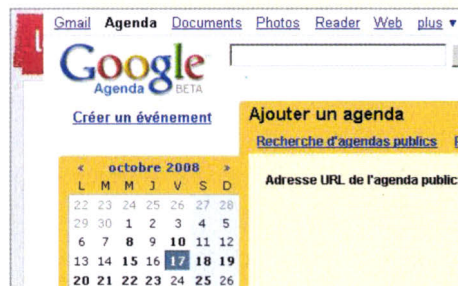 Gmail Agenda Documents Photos Reader Web plus ▼
Google
Agenda BETA
Créer un événement
Ajouter un agenda
Recherche d'agendas publics
Adresse URL de l'agenda public
« octobre 2008 »
L M M J V S D
22 23 24 25 26 27 28
29 30 1 2 3 4 5
6 7 8 9 10 11 12
13 14 15 16 17 18 19
20 21 22 23 24 25 26